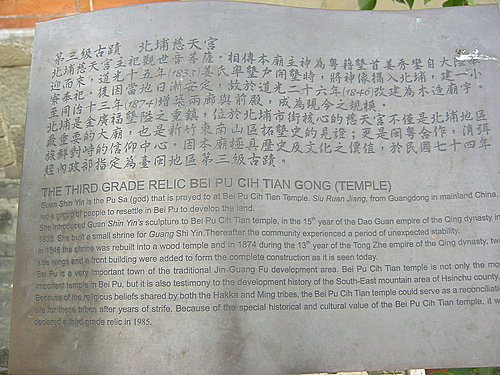 第三級古蹟 北埔慈天宮
北埔慈天宮主祀觀世音菩薩。相傳本廟主神為粵籍墾首姜秀鑾自大陸奉
迎而來，道光十五年(1835)姜氏率墾户開墾時，將神像攜入北埔，建一小
寮奉祀，後因當地日漸安定，故於道光二十六年(1846)改建為木造廟宇。
至同治十三年(1874)增築兩廊與前殿，成為現今之規模。
北埔是金廣福墾隘之重鎮，位於北埔市街核心的慈天宮不僅是北埔地區
最重要的大廟，也是新竹東南山區拓墾史的見證；更是閩粵合作，消弭
族群對峙的信仰中心。因本廟極具歷史及文化之價值，於民國七十四年
經內政部指定為臺閩地區第三級古蹟。
THE THIRD GRADE RELIC BEI PU CIH TIAN GONG (TEMPLE)
Guan Shin Yin is the Pu Sa (god) that is prayed to at Bei Pu Cih Tian Temple. Siu Ruan Jiang, from Guangdong in mainland China,
led a group of people to resettle in Bei Pu to develop the land.
She introduced Guan Shin Yin's sculpture to Bei Pu Cih Tian temple, in the 15th year of the Dao Guan empire of the Qing dynasty in
1835. She built a small shrine for Guang Shi Yin.Thereafter the community experienced a period of unexpected stability.
In 1846 the shrine was rebuilt into a wood temple and in 1874 during the 13th year of the Tong Zhe empire of the Qing dynasty, two
side wings and a front building were added to form the complete construction as it is seen today.
Bei Pu is a very important town of the traditional Jin Guang Fu development area. Bei Pu Cih Tian temple is not only the most
important temple in Bei Pu, but it is also testimony to the development history of the South-East mountain area of Hsinchu county.
Because of the religious beliefs shared by both the Hakka and Ming tribes, the Bei Pu Cih Tian temple could serve as a reconciliation
site for these tribes after years of strife. Because of the special historical and cultural value of the Bei Pu Cih Tian temple, it was
declared a third grade relic in 1985.